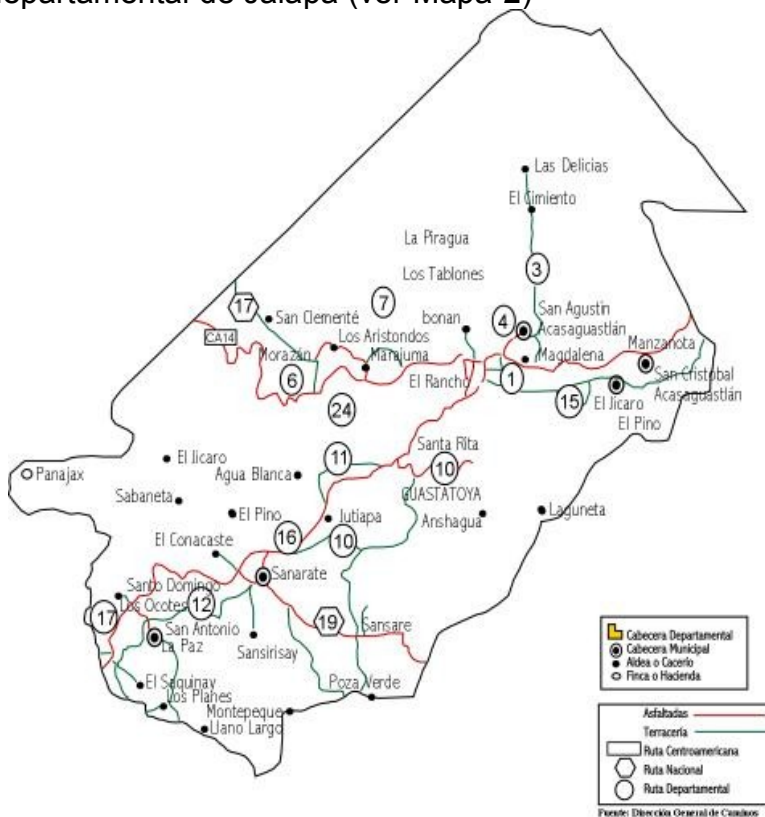 departamental de Jalapa (ver Mapa 2)
Las Delicias
El Cimiento
La Piragua
Los Tablones
3
7
17
San Clementé
bonan
4
San Agustín
Acasaguastlán
CA14
Los Aristondos
Manzanota
Morazán
Marajuma
Magdalena
6
El Rancho
1
San Cristobal
Acasaguastlán
24
15
El Jicaro
El Pino
Santa Rita
11
10
El Jicaro
Panajax
Agua Blanca
GUASTATOYA
Sabaneta
El Pino
Jutiapa
Anshagua
Laguneta
16
10
El Conacaste
Sanarate
Santo Domingo
Los Ocotes
17
12
19
San Antonio
La Paz
Sansare
Sansirisay
El Saquinay
Poza Verde
Los Planes
Montepeque
Llano Largo
Cabecera Departamental
Cabecera Municipal
Aldea o Caserío
Finca o Hacienda
Asfaltadas
Terracería
Ruta Centroamericana
Ruta Nacional
Ruta Departamental
Fuente: Dirección General de Caminos